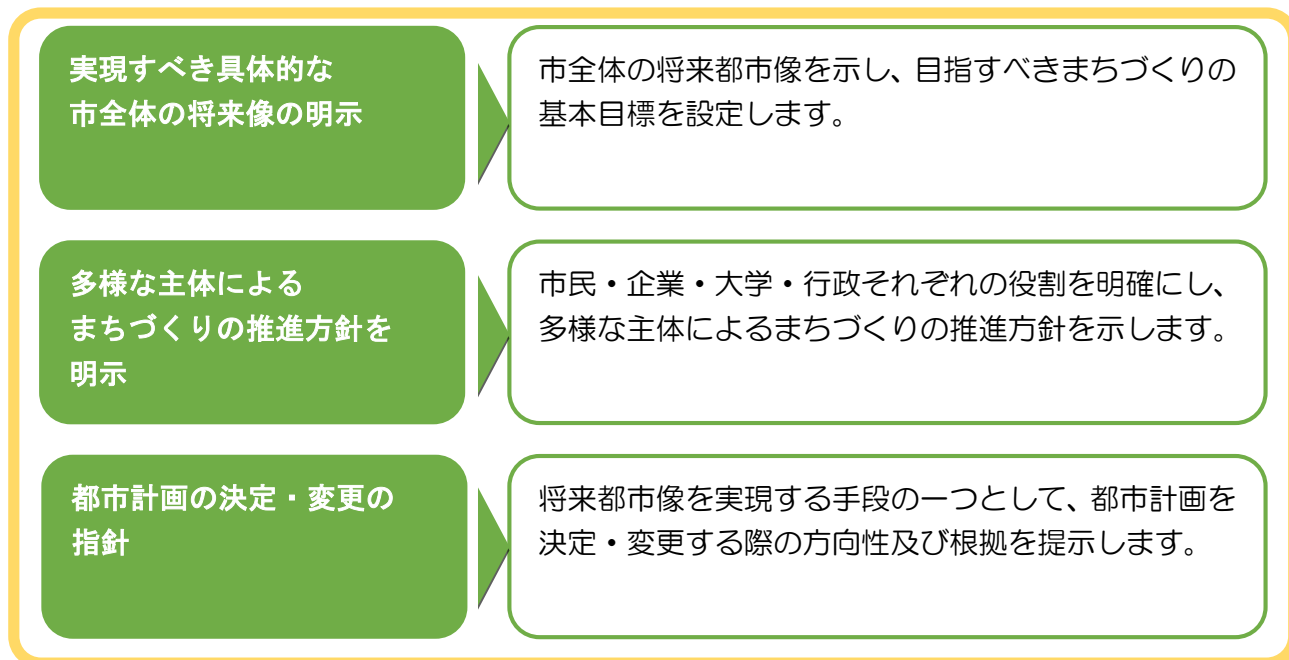 実現すべき具体的な
市全体の将来像の明示
市全体の将来都市像を示し、目指すべきまちづくりの
基本目標を設定します。
多様な主体による
まちづくりの推進方針を
明示
市民・企業・大学・行政それぞれの役割を明確にし、
多様な主体によるまちづくりの推進方針を示します。
都市計画の決定・変更の
指針
将来都市像を実現する手段の一つとして、都市計画を
決定・変更する際の方向性及び根拠を提示します。